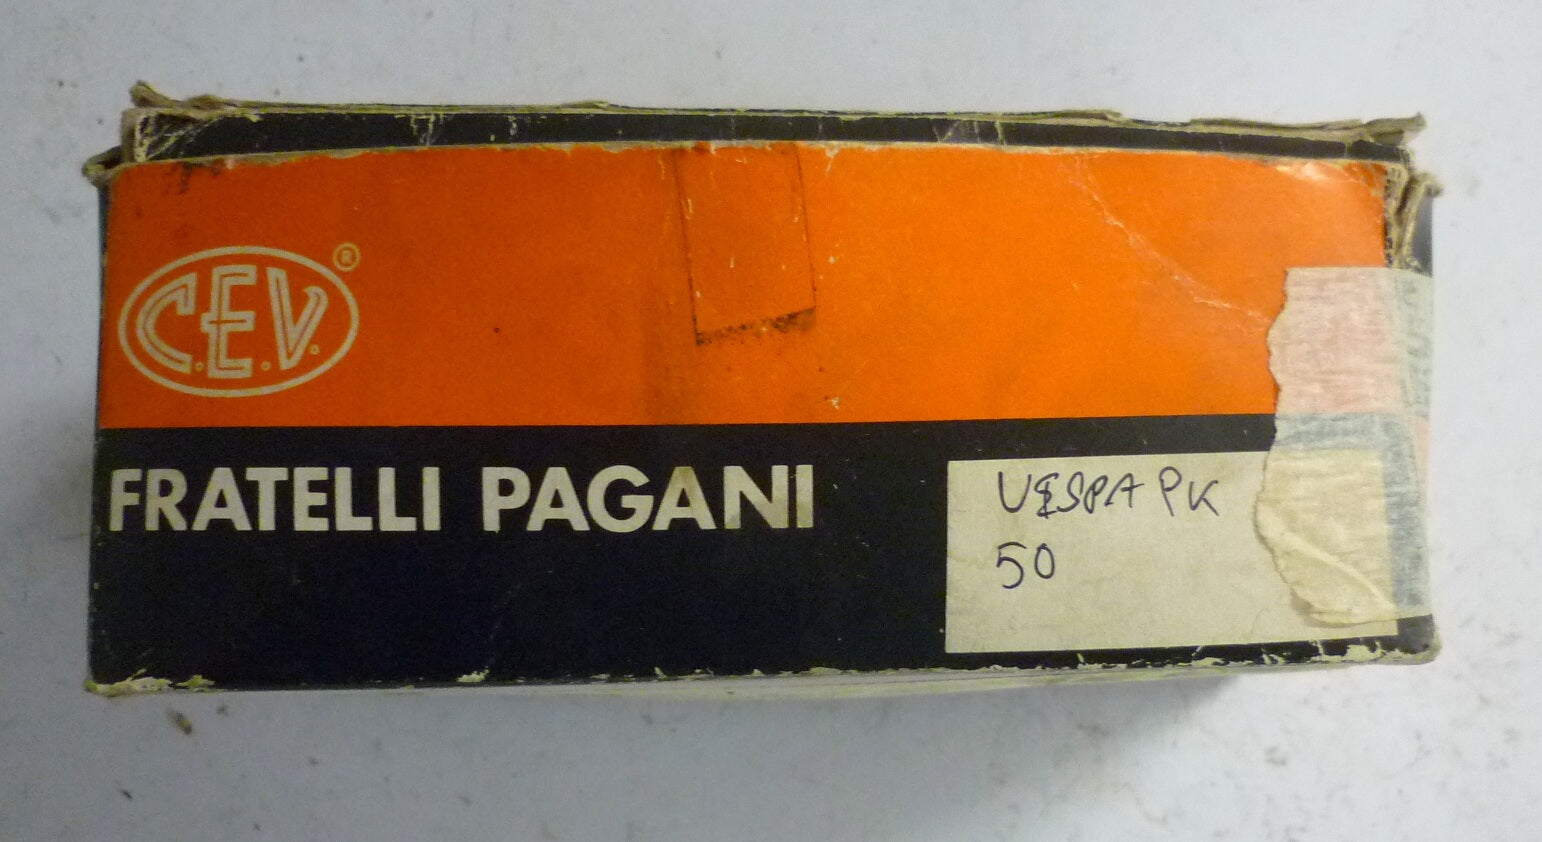 C.E.V.®
FRATELLI PAGANI
VESPA PK
50